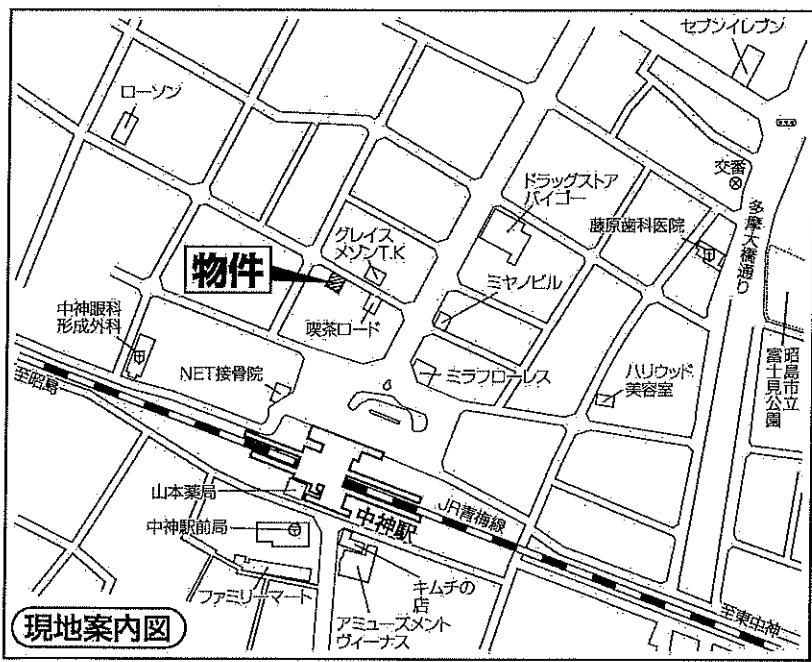 セブンイレブン
ローソン
交番
ドラッグストア
バイゴー
藤原歯科医院
多摩大橋通り
グレイス
メゾンT.K
物件
ミヤノビル
喫茶ロード
中神眼科
形成外科
昭島市立
富士見公園
NET接骨院
ミラフローレス
ハリウッド
美容室
至昭島
山本薬局
中神駅
JR青梅線
中神駅前局
キムチの
店
ファミリーマート
アミューズメント
ヴィーナス
至東中神
現地案内図